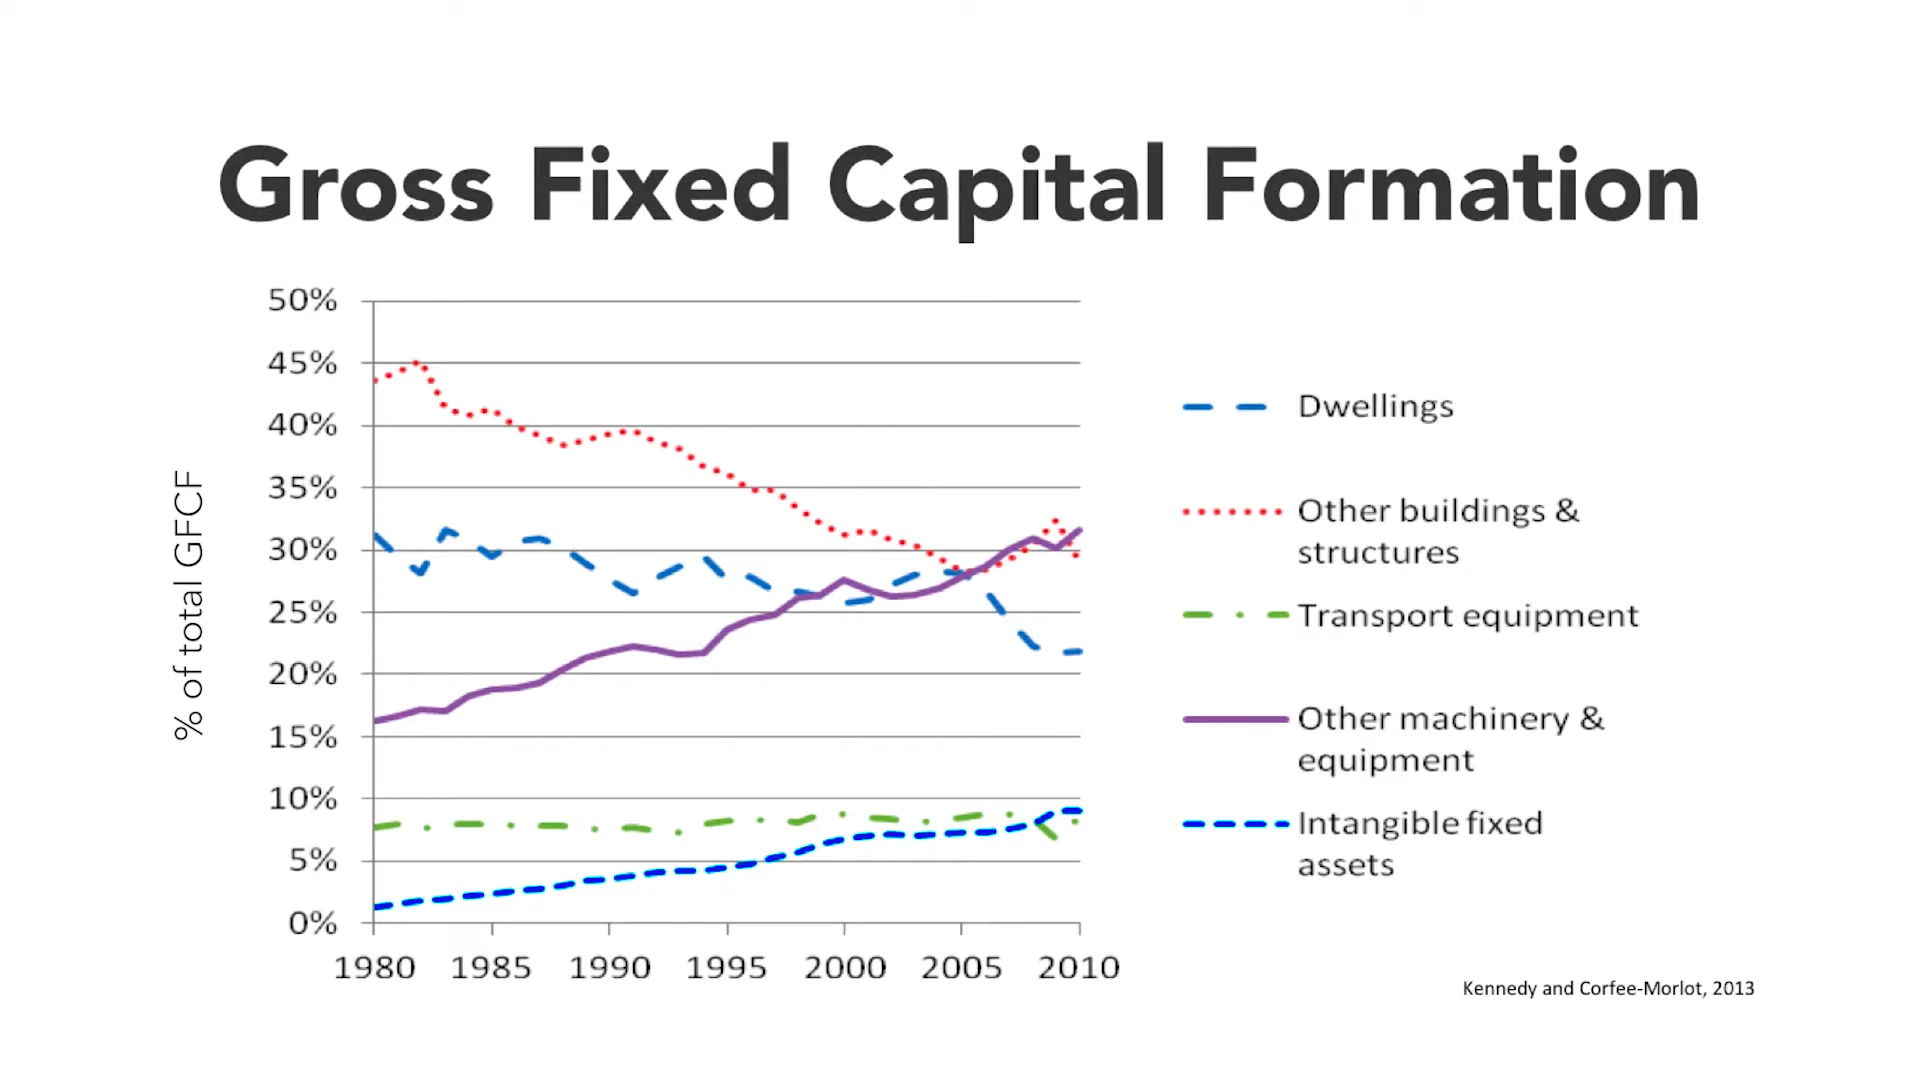 Gross Fixed Capital Formation
% of total GFCF
50%
45%
40%
35%
30%
25%
20%
15%
10%
5%
0%
1980 1985 1990 1995 2000 2005 2010
Dwellings
Other buildings &
structures
Transport equipment
Other machinery &
equipment
Intangible fixed
assets
Kennedy and Corfee-Morlot, 2013